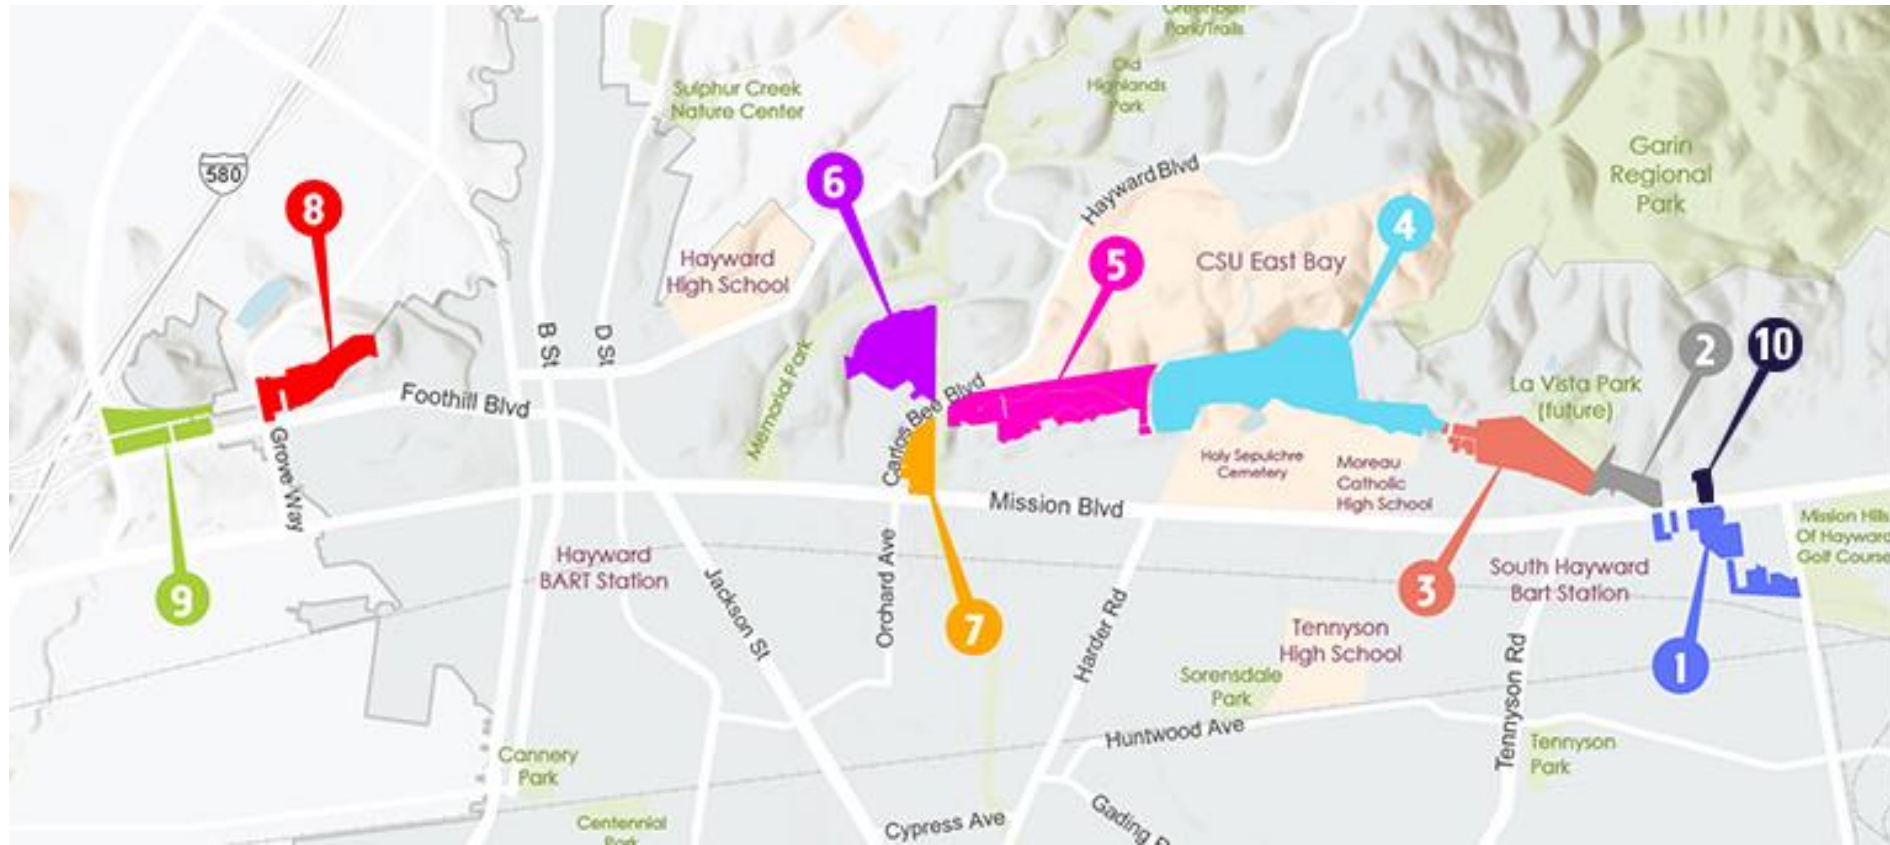 Greenbelt
Park/Trails
Old
Highlands
Park
Sulphur Creek
Nature Center
580
8
6
Hayward Blvd
Garin
Regional
Park
4
5
CSU East Bay
Hayward
High School
B St
D St
2
10
Memorial Park
La Vista Park
(future)
Foothill Blvd
Carlos Bee Blvd
Grove Way
Holy Sepulchre
Cemetery
Moreau
Catholic
High School
Mission Blvd
Mission Hills
Of Hayward
Golf Course
Hayward
BART Station
Jackson St
Orchard Ave
Harder Rd
South Hayward
Bart Station
9
7
3
1
Tennyson
High School
Sorensdale
Park
Tennyson Rd
Huntwood Ave
Cannery
Park
Tennyson
Park
Centennial
Park
Cypress Ave
Gading